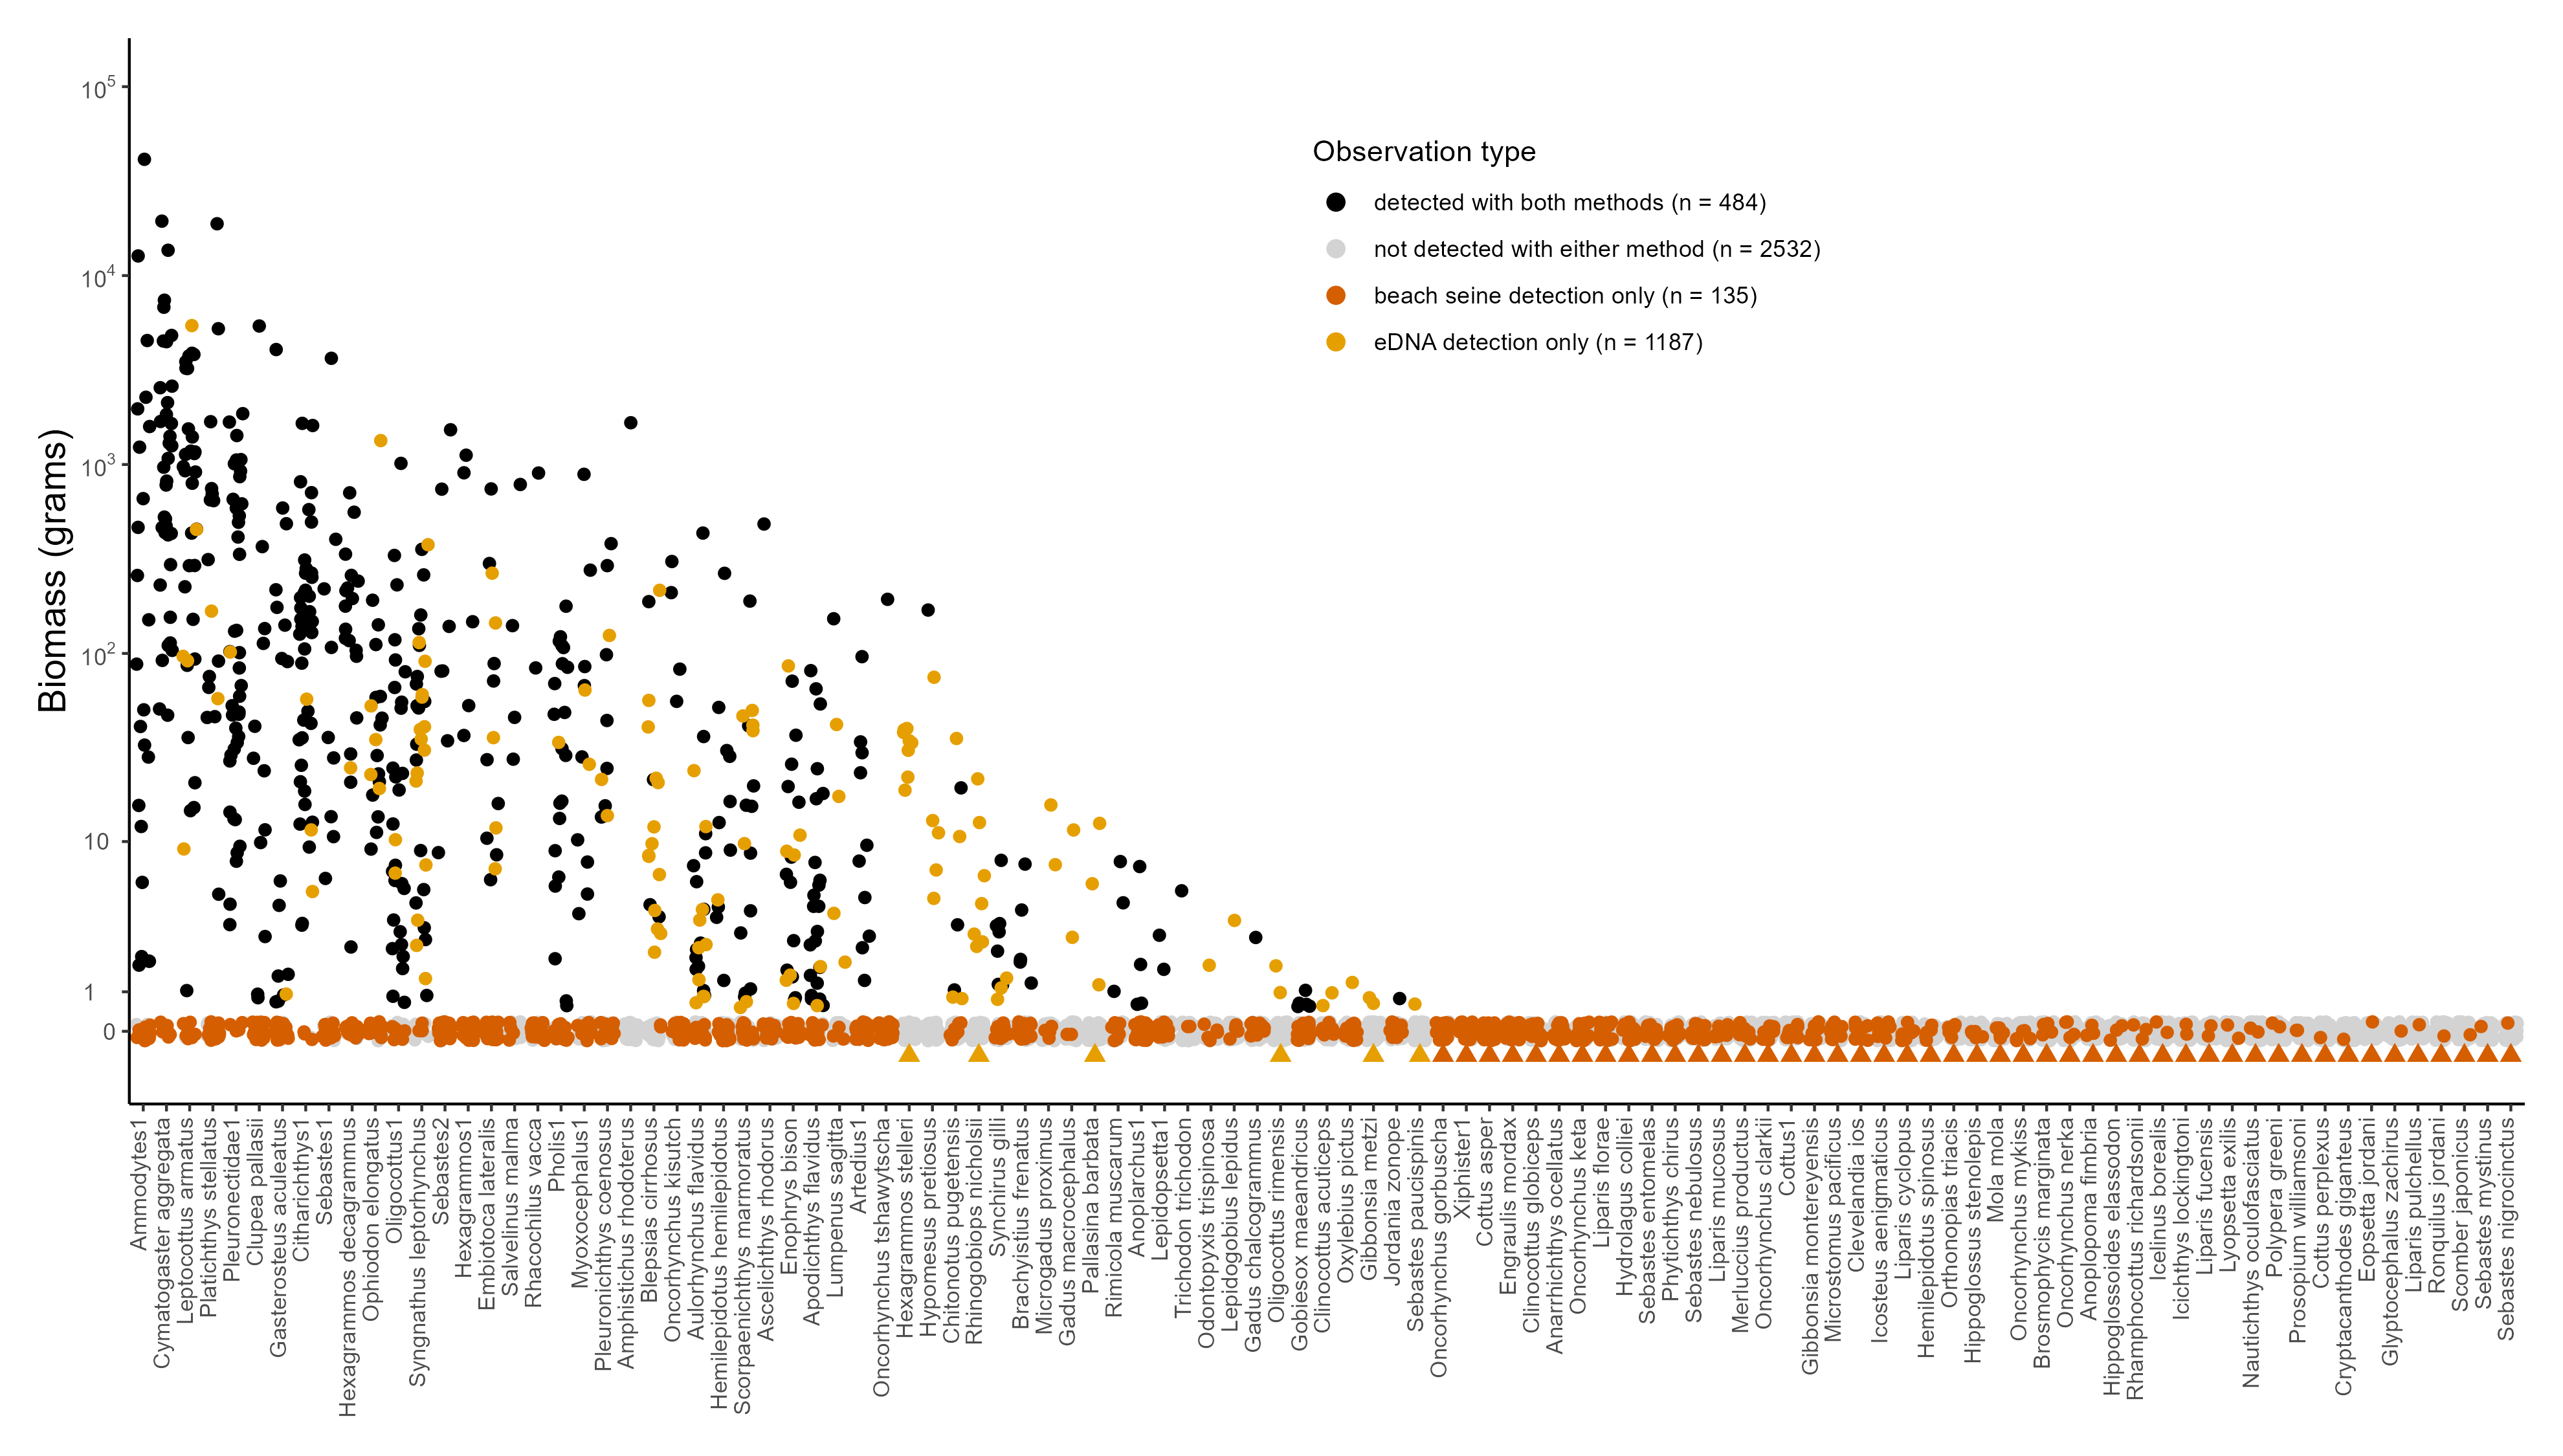 Biomass (grams)
10^5
10^4
10^3
10^2
10
1
0
Observation type
detected with both methods (n = 484)
not detected with either method (n = 2532)
beach seine detection only (n = 135)
eDNA detection only (n = 1187)
Ammodytes1
Cymatogaster aggregata
Leptocottus armatus
Platichthys stellatus
Pleuronectidae1
Clupea pallasii
Gasterosteus aculeatus
Citharichthys1
Sebastes1
Hexagrammos decagrammus
Ophiodon elongatus
Oligocottus1
Syngnathus leptorhynchus
Sebastes2
Hexagrammos1
Embiotoca lateralis
Salvelinus malma
Rhacochilus vacca
Pholis1
Myoxocephalus1
Pleuronichthys coenosus
Amphistichus rhodoterus
Blepsias cirrhosus
Oncorhynchus kisutch
Aulorhynchus flavidus
Hemilepidotus hemilepidotus
Scorpaenichthys marmoratus
Ascelichthys rhodorus
Enophrys bison
Apodichthys flavidus
Lumpenus sagitta
Artedius1
Oncorhynchus tshawytscha
Hexagrammos stelleri
Hypomesus pretiosus
Chitonotus pugetensis
Rhinogobiops nicholsii
Synchirus gilli
Brachyistius frenatus
Microgadus proximus
Gadus macrocephalus
Pallasina barbata
Rimicola muscarum
Anoplarchus1
Lepidopsetta1
Trichodon trichodon
Odontopyxis trispinosa
Lepidogobius lepidus
Gadus chalcogrammus
Oligocottus rimensis
Gobiesox maeandricus
Clinocottus acuticeps
Oxylebius pictus
Gibbonsia metzi
Jordania zonope
Sebastes paucispinis
Oncorhynchus gorbuscha
Xiphister1
Cottus asper
Engraulis mordax
Clinocottus globiceps
Anarrhichthys ocellatus
Oncorhynchus keta
Liparis florae
Hydrolagus colliei
Sebastes entomelas
Phytichthys chirus
Sebastes nebulosus
Liparis mucosus
Merluccius productus
Oncorhynchus clarkii
Cottus1
Gibbonsia montereyensis
Microstomus pacificus
Clevelandia ios
Icosteus aenigmaticus
Liparis cyclopus
Hemilepidotus spinosus
Orthonopias triacis
Hippoglossus stenolepis
Mola mola
Oncorhynchus mykiss
Brosmophycis marginata
Oncorhynchus nerka
Anoplopoma fimbria
Hippoglossoides elassodon
Rhamphocottus richardsonii
Icelinus borealis
Icichthys lockingtoni
Liparis fucensis
Lyopsetta exilis
Nautichthys oculofasciatus
Polypera greeni
Prosopium williamsoni
Cottus perplexus
Cryptacanthodes giganteus
Eopsetta jordani
Glyptocephalus zachirus
Liparis pulchellus
Ronquilus jordani
Scomber japonicus
Sebastes mystinus
Sebastes nigrocinctus